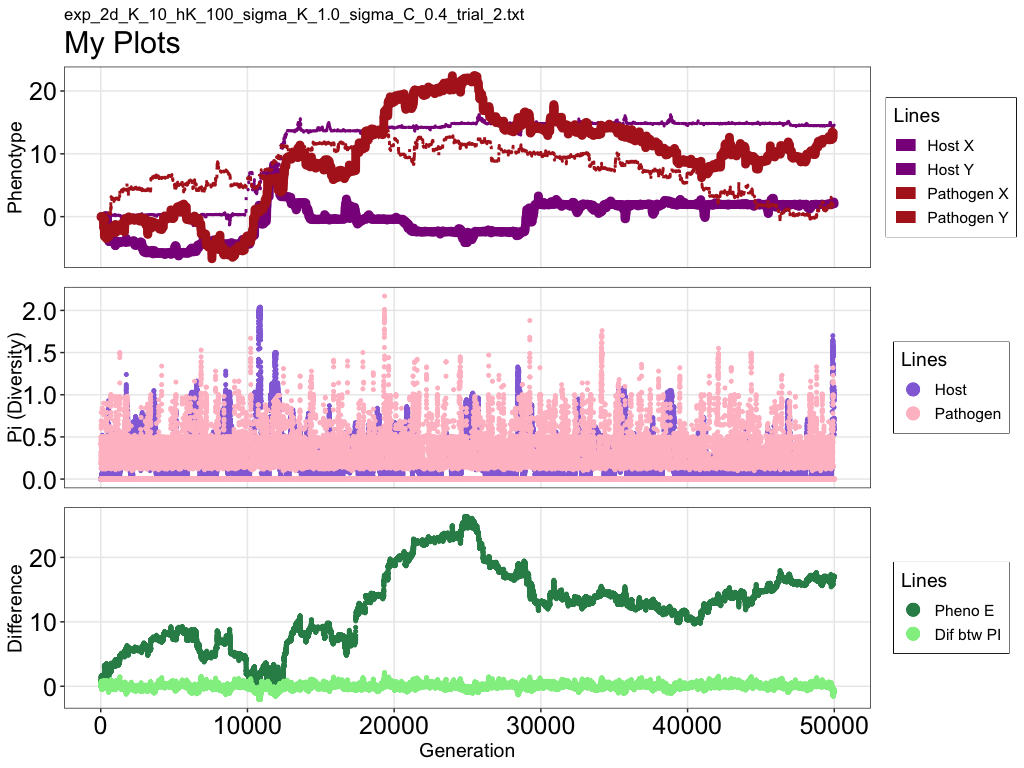 exp_2d_K_10_hK_100_sigma_K_1.0_sigma_C_0.4_trial_2.txt
My Plots
Phenotype
20
10
0
Lines
Host X
Host Y
Pathogen X
Pathogen Y
Pi (Diversity)
2.0
1.5
1.0
0.5
0.0
Lines
Host
Pathogen
Difference
20
10
0
Lines
Pheno E
Dif btw PI
0 10000 20000 30000 40000 50000
Generation